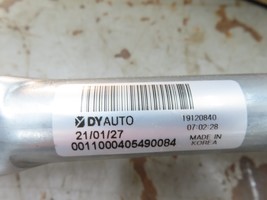 DYAUTO
19120840
21/01/27
07:02:28
0011000405490084
MADE IN
KOREA